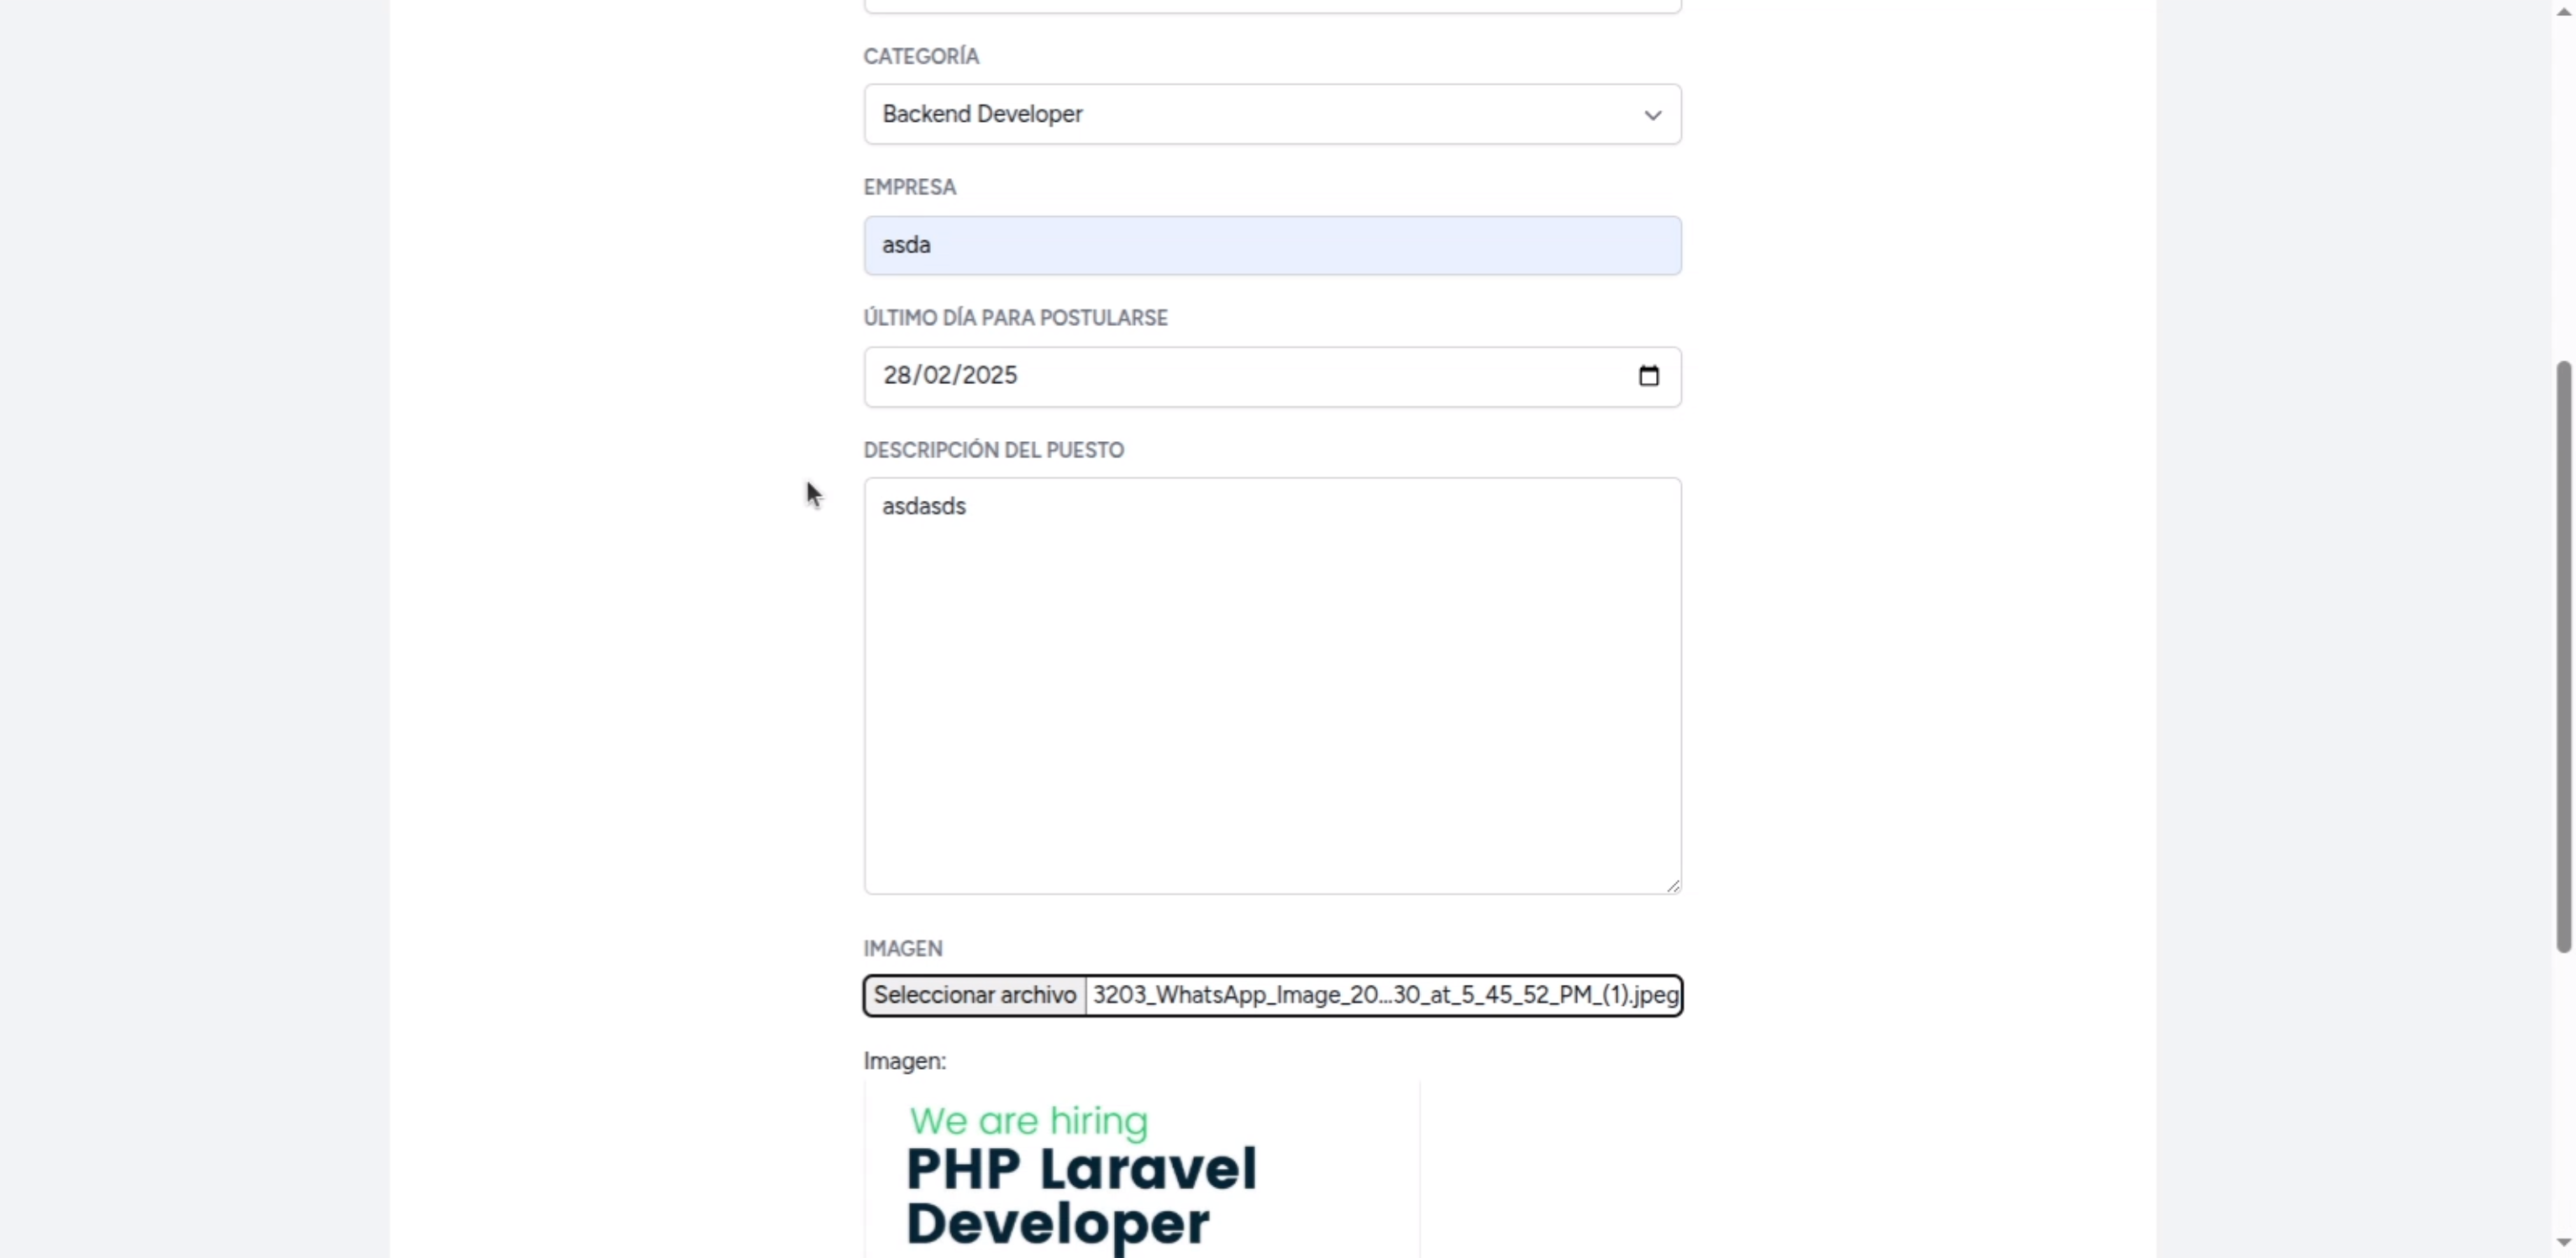 CATEGORÍA
Backend Developer
EMPRESA
asda
ÚLTIMO DÍA PARA POSTULARSE
28/02/2025
DESCRIPCIÓN DEL PUESTO
asdasds
IMAGEN
Seleccionar archivo 3203_WhatsApp_Image_20...30_at_5_45_52_PM_(1).jpeg
Imagen:
We are hiring
PHP Laravel
Developer